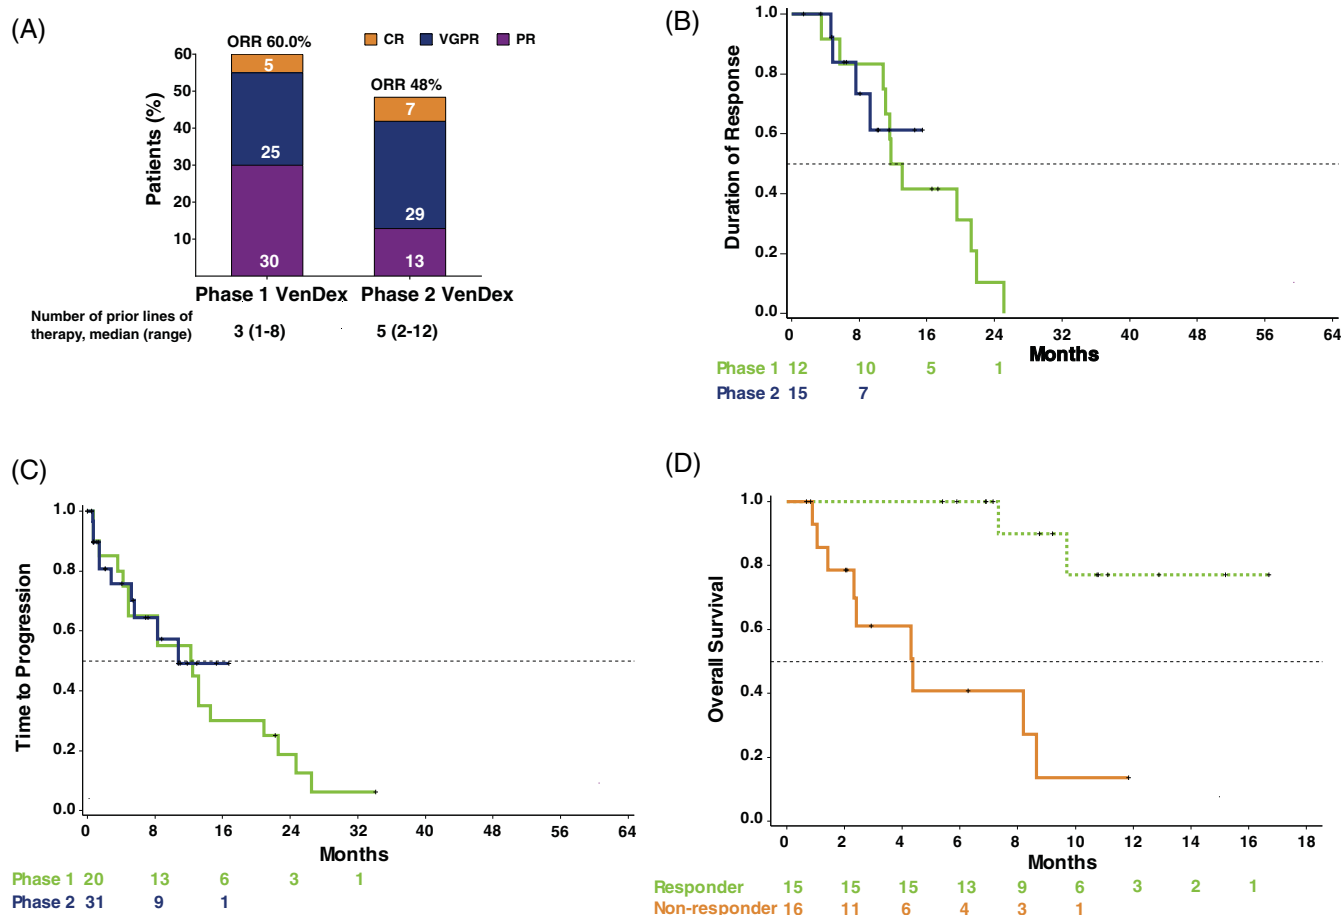 (A)
ORR 60.0%
CR VGPR PR
ORR 48%
Patients (%)
60
50
40
30
20
10
5
25
30
7
29
13
Phase 1 VenDex Phase 2 VenDex
Number of prior lines of
therapy, median (range)
3 (1-8) 5 (2-12)
(B)
Duration of Response
1.0
0.8
0.6
0.4
0.2
0.0
0 8 16 24 32 40 48 56 64
Months
Phase 1 12 10 5 1
Phase 2 15 7
(C)
Time to Progression
1.0
0.8
0.6
0.4
0.2
0.0
0 8 16 24 32 40 48 56 64
Months
Phase 1 20 13 6 3 1
Phase 2 31 9 1
(D)
Overall Survival
1.0
0.8
0.6
0.4
0.2
0.0
0 2 4 6 8 10 12 14 16 18
Months
Responder 15 15 15 13 9 6 3 2 1
Non-responder 16 11 6 4 3 1